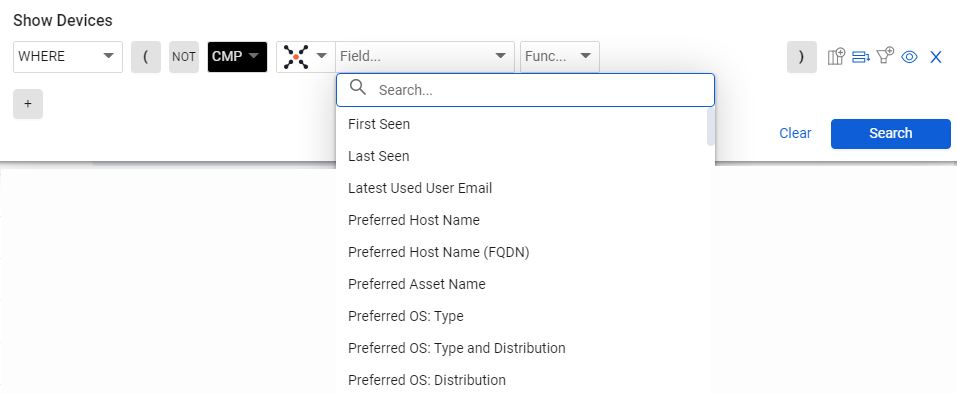 Show Devices
WHERE ( NOT CMP Field... Func... )
Search...
+
First Seen
Clear Search
Last Seen
Latest Used User Email
Preferred Host Name
Preferred Host Name (FQDN)
Preferred Asset Name
Preferred OS: Type
Preferred OS: Type and Distribution
Preferred OS: Distribution